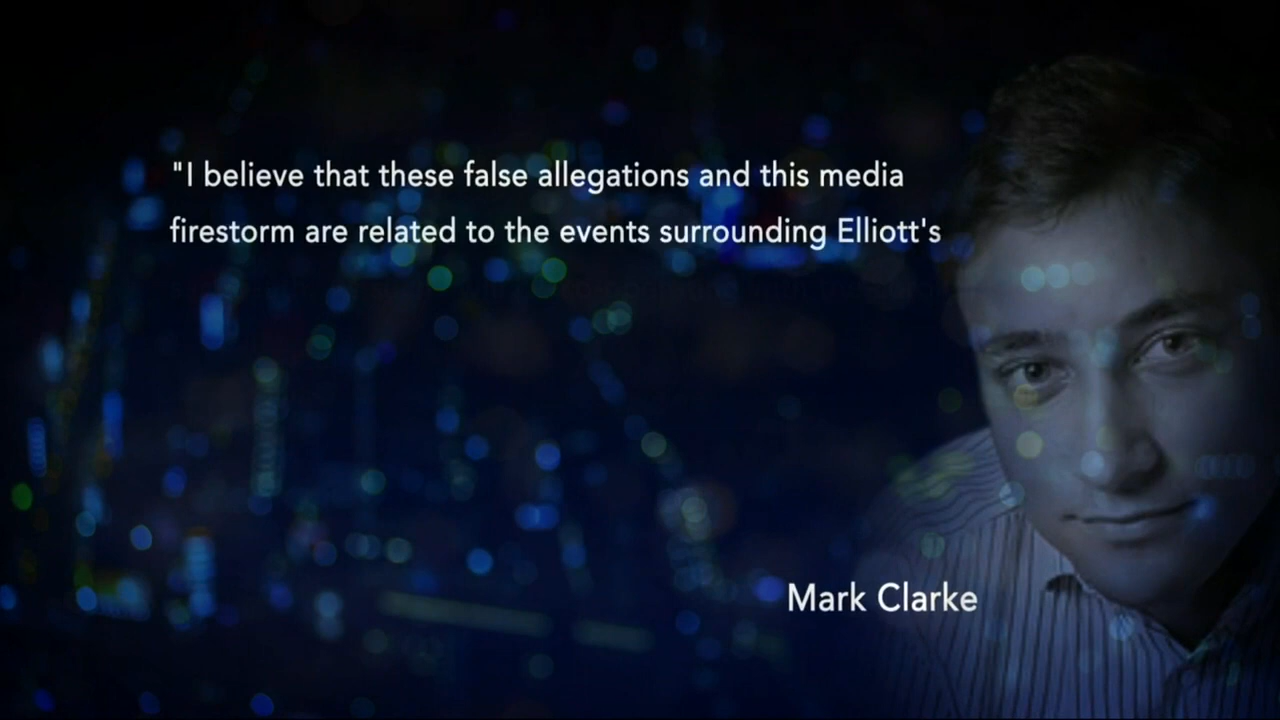 "I believe that these false allegations and this media
firestorm are related to the events surrounding Elliott's
Mark Clarke